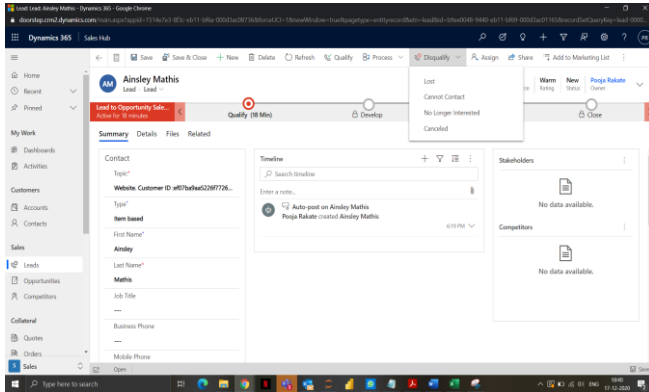 Lead: Lead: Ainsley Mathis - Dynamics 365 - Google Chrome
Dynamics 365
Sales Hub
Save
Save & Close
New
Delete
Refresh
Qualify
Process
Disqualify
Assign
Share
Add to Marketing List
Lost
Cannot Contact
No Longer Interested
Canceled
Home
Recent
Pinned
My Work
Dashboards
Activities
Customers
Accounts
Contacts
Sales
Leads
Opportunities
Competitors
Collateral
Quotes
Orders
Sales
AM
Ainsley Mathis
Lead · Lead
Warm
Rating
New
Status
Pooja Rakate
Owner
Lead to Opportunity Sale...
Active for 18 minutes
Qualify (18 Min)
Develop
Close
Summary
Details
Files
Related
Contact
Topic*
Website. Customer ID :ef07ba9aa5226f7726...
Type*
Item based
First Name*
Ainsley
Last Name*
Mathis
Job Title
---
Business Phone
---
Mobile Phone
Open
Timeline
Search timeline
Enter a note...
Auto-post on Ainsley Mathis
Pooja Rakate created Ainsley Mathis
6:19 PM
Stakeholders
No data available.
Competitors
No data available.
Save
Type here to search
ENG
18:40
17-12-2020